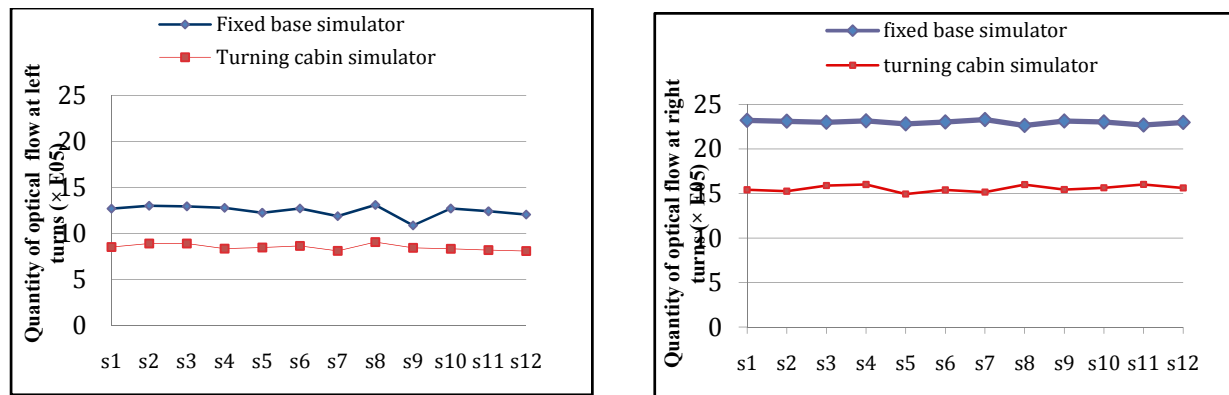 Fixed base simulator
Turning cabin simulator
Quantity of optical flow at left
turns (× E05)
25
20
15
10
5
0
s1 s2 s3 s4 s5 s6 s7 s8 s9 s10 s11 s12
fixed base simulator
turning cabin simulator
Quantity of optical flow at right
turns (× E05)
25
20
15
10
5
0
s1 s2 s3 s4 s5 s6 s7 s8 s9 s10 s11 s12